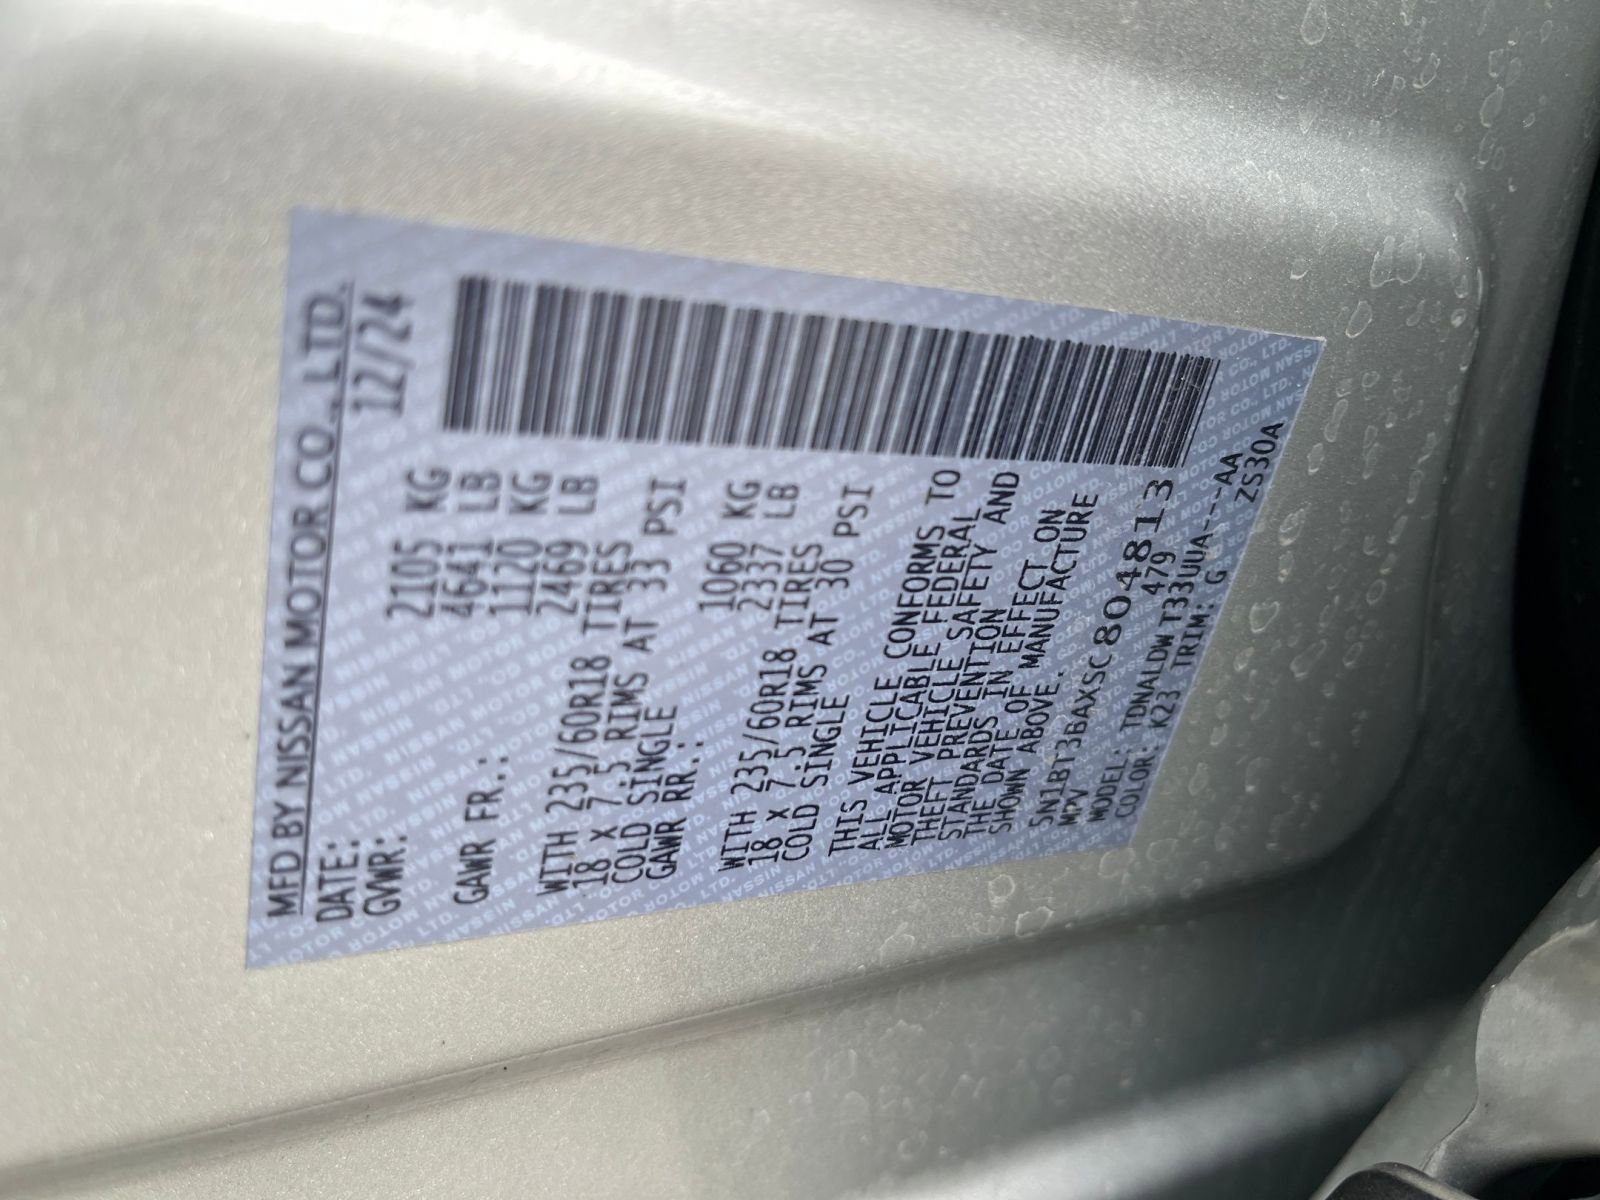 MFD BY NISSAN MOTOR CO., LTD.
DATE: 12/24
GVWR: 2105 KG
4641 LB
GAWR FR.: 1120 KG
2469 LB
WITH 235/60R18 TIRES
18 X 7.5 RIMS AT 33 PSI
COLD SINGLE
GAWR RR.: 1060 KG
2337 LB
WITH 235/60R18 TIRES
18 X 7.5 RIMS AT 30 PSI
COLD SINGLE
THIS VEHICLE CONFORMS TO
ALL APPLICABLE FEDERAL
MOTOR VEHICLE SAFETY AND
THEFT PREVENTION
STANDARDS IN EFFECT ON
THE DATE OF MANUFACTURE
SHOWN ABOVE.
5N1BT3BAXSC804813
MPV 479
MODEL: TDNALDWT33UUA----AA
COLOR: K23 TRIM: G ZS30A